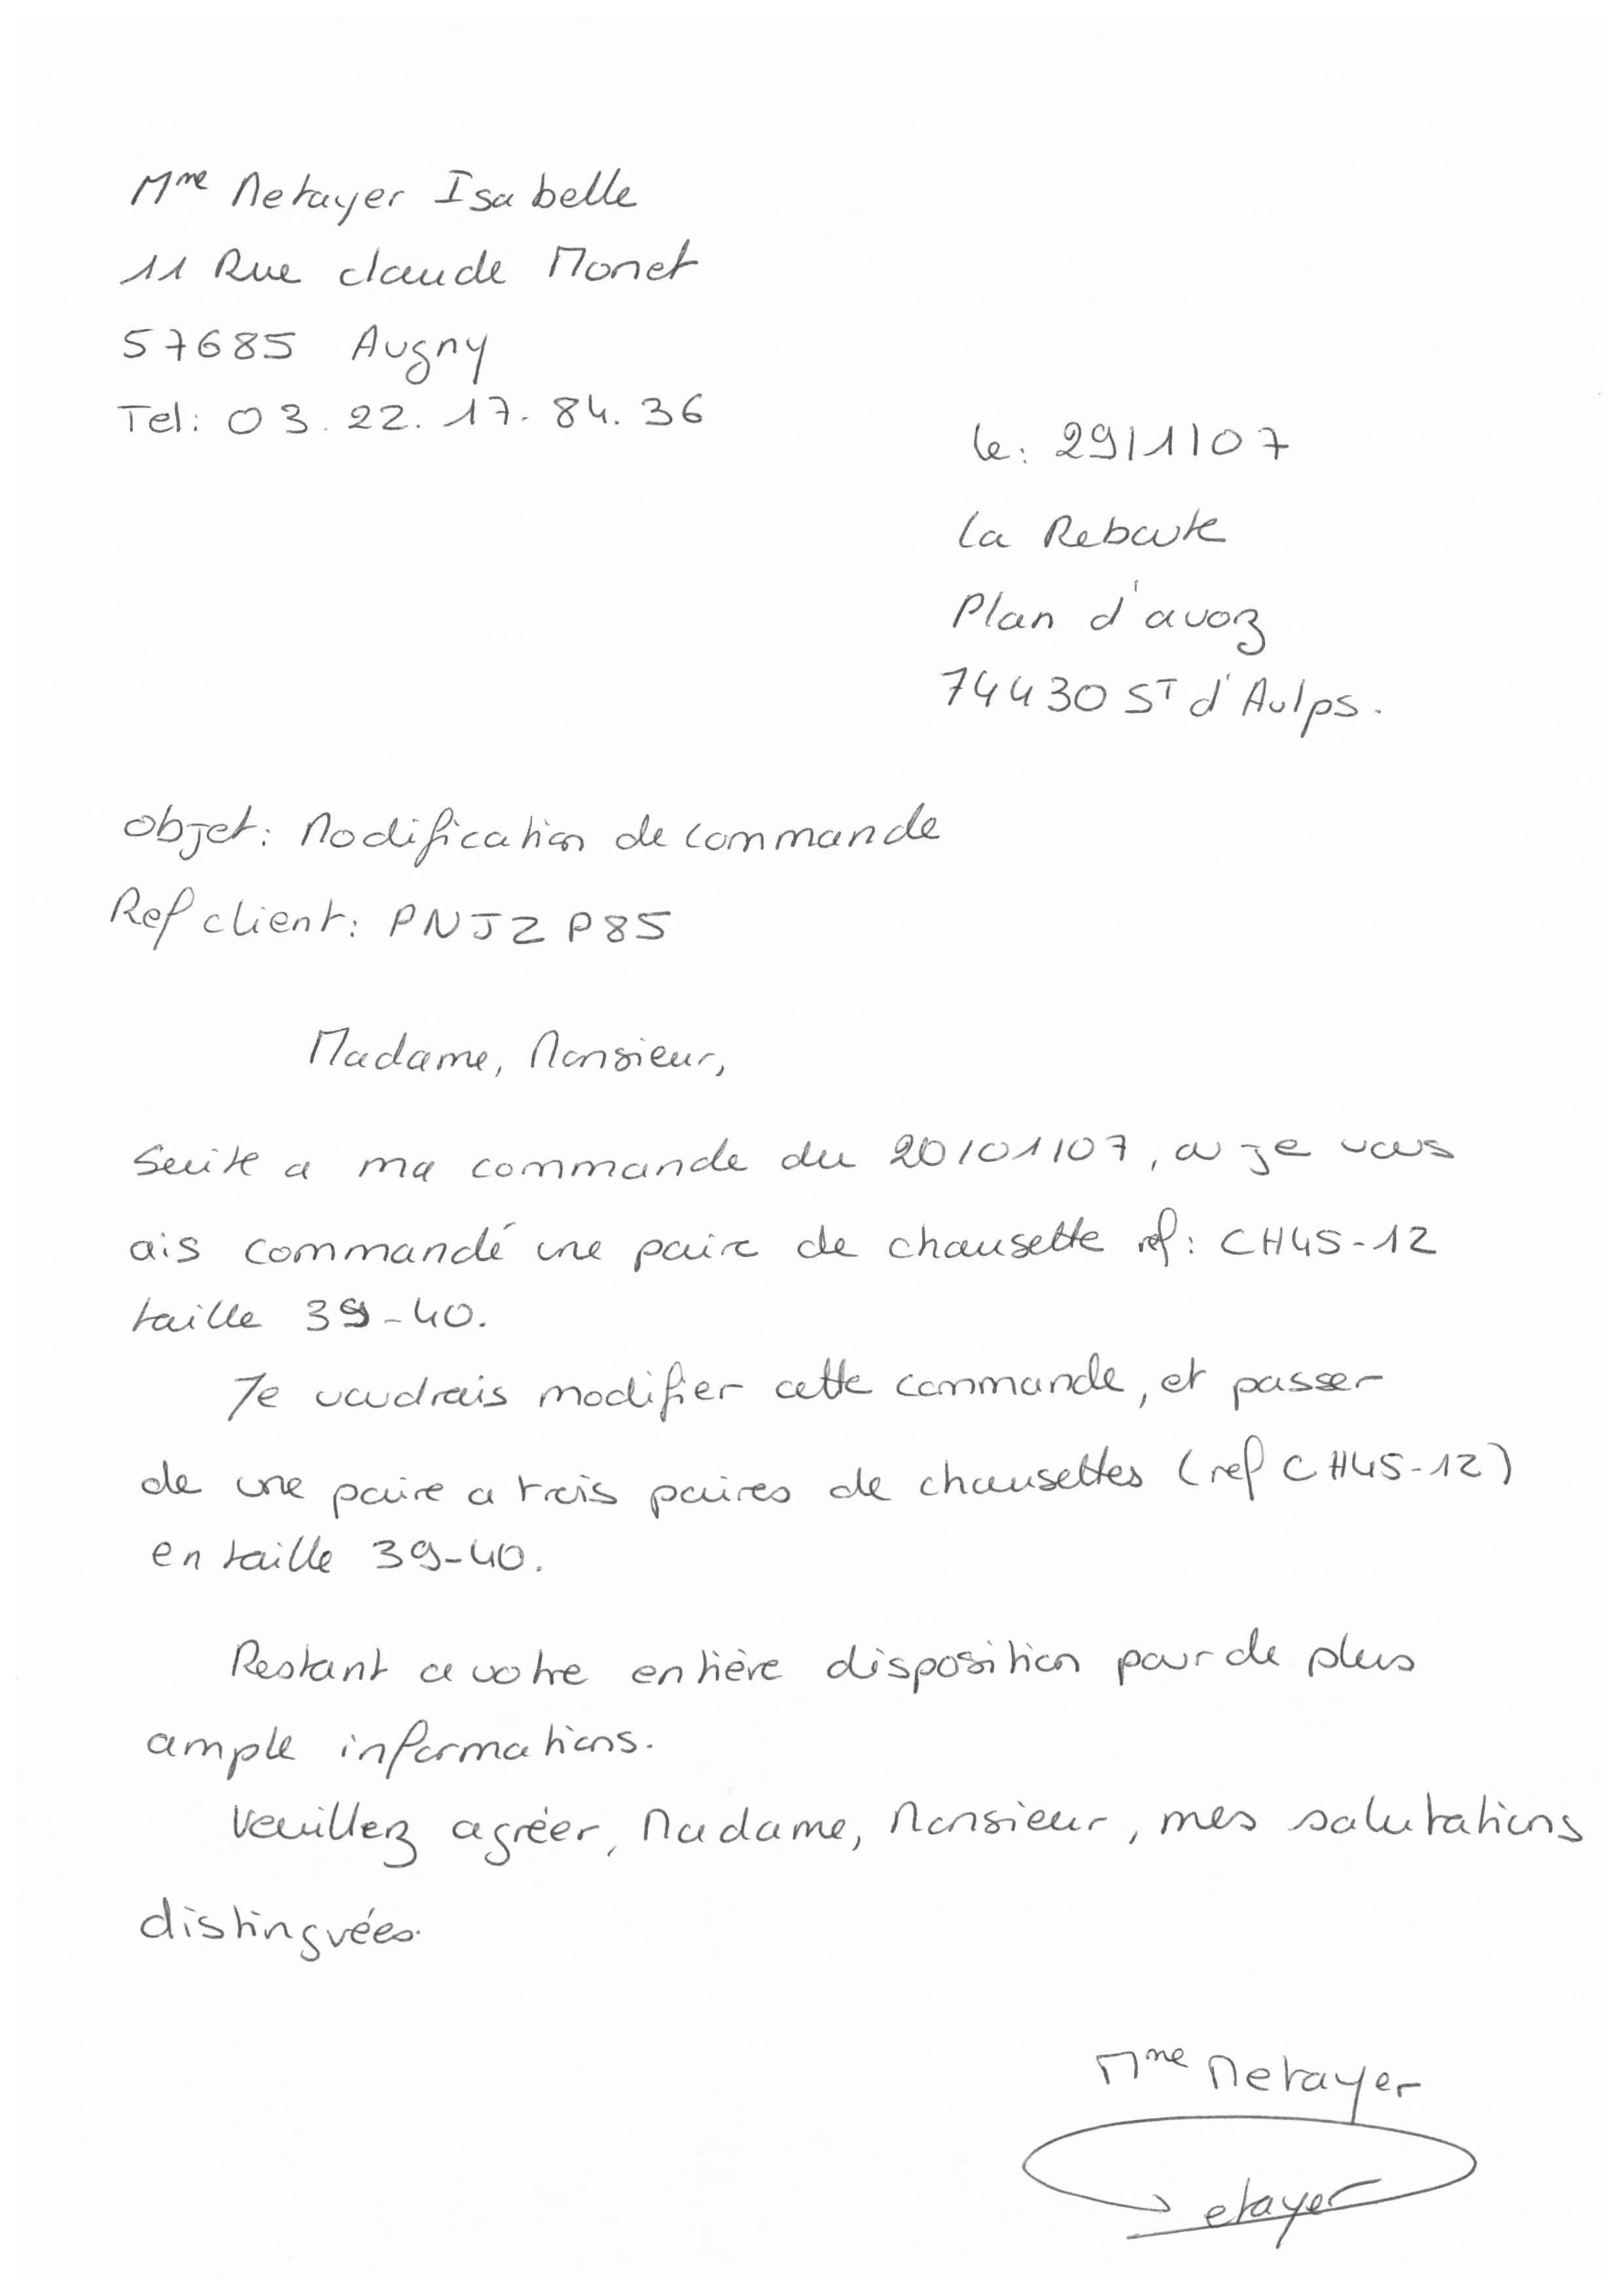 Mme Metayer Isabelle
11 Rue claude Monet
57685 Augny
Tel: 03.22.17.84.36
le: 29/1/07
La Reboute
Plan d'avoz
74430 ST d'Aulps.
objet: Modification de commande
Ref client: PNJZP85
Madame, Monsieur,
Suite a ma commande du 20/01/07, ou je vous
ais commandé une paire de chausette ref: CH45-12
taille 39-40.
Je voudrais modifier cette commande, et passer
de une paire a trois paires de chausettes (ref CH45-12)
en taille 39-40.
Restant a votre entière disposition pour de plus
ample informations.
Veuillez agréer, Madame, Monsieur, mes salutations
distinguées.
Mme Metayer
etayer